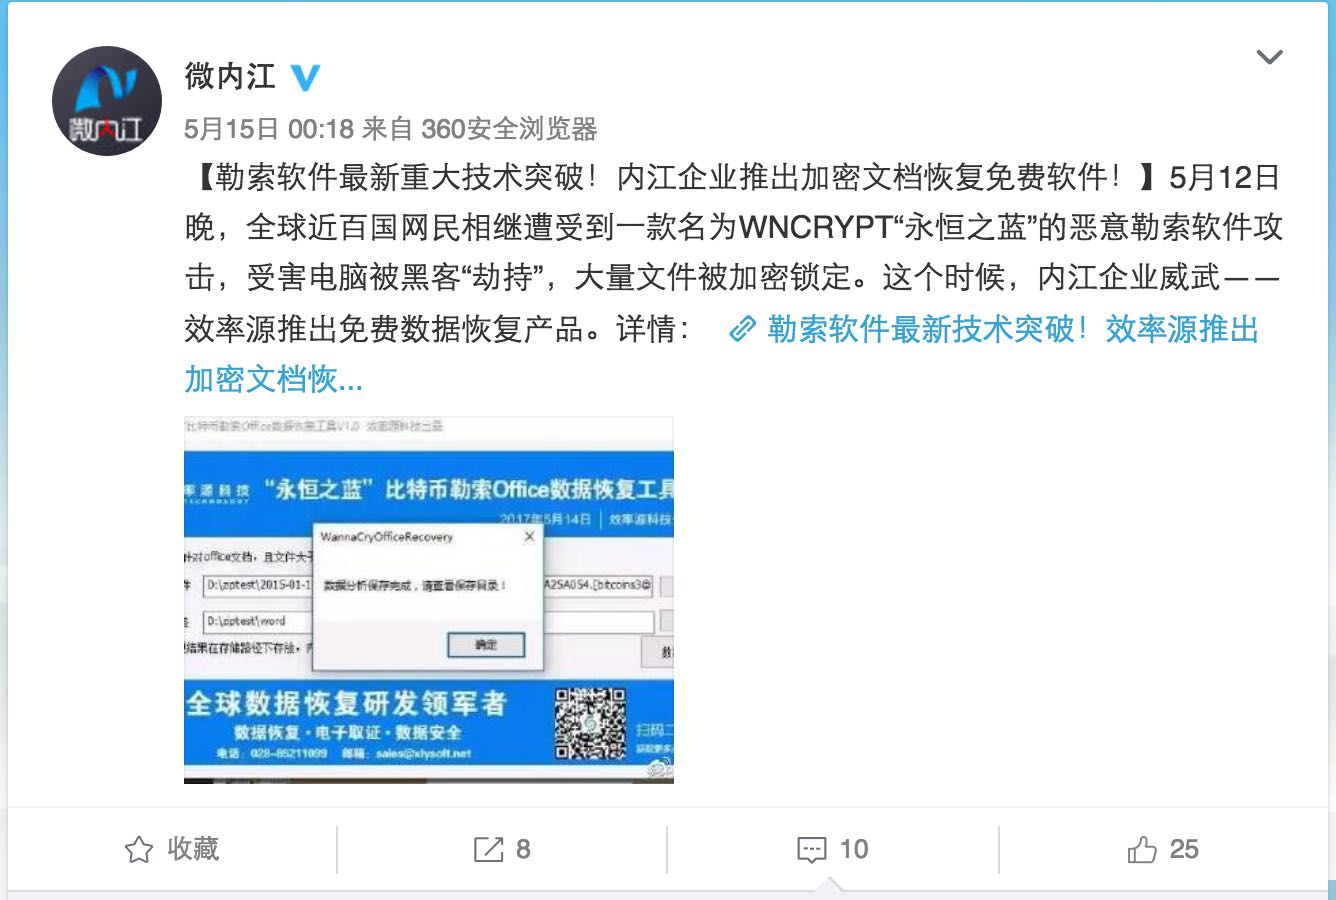 微内江
微内江
5月15日 00:18 来自 360安全浏览器
【勒索软件最新重大技术突破！内江企业推出加密文档恢复免费软件！】5月12日
晚，全球近百国网民相继遭受到一款名为WNCRYPT“永恒之蓝”的恶意勒索软件攻
击，受害电脑被黑客“劫持”，大量文件被加密锁定。这个时候，内江企业威武——
效率源推出免费数据恢复产品。详情： 勒索软件最新技术突破！效率源推出
加密文档恢...
比特币勒索Office数据恢复工具V1.0 效率源科技出品
率源科技 “永恒之蓝”比特币勒索Office数据恢复工具
TECHNOLOGY
2017年5月14日 | 效率源科技
WannaCryOfficeRecovery
针对office文档，且文件大于
D:\zptest\2015-01-1
数据分析保存完成，请查看保存目录！
A25A054.[bitcoins3@
D:\zptest\word
结果在存储路径下存放，
确定
数
全球数据恢复研发领军者
数据恢复·电子取证·数据安全
扫码二
电话：028-85211099 邮箱：sales@xlysoft.net
获取更多
收藏
8
10
25